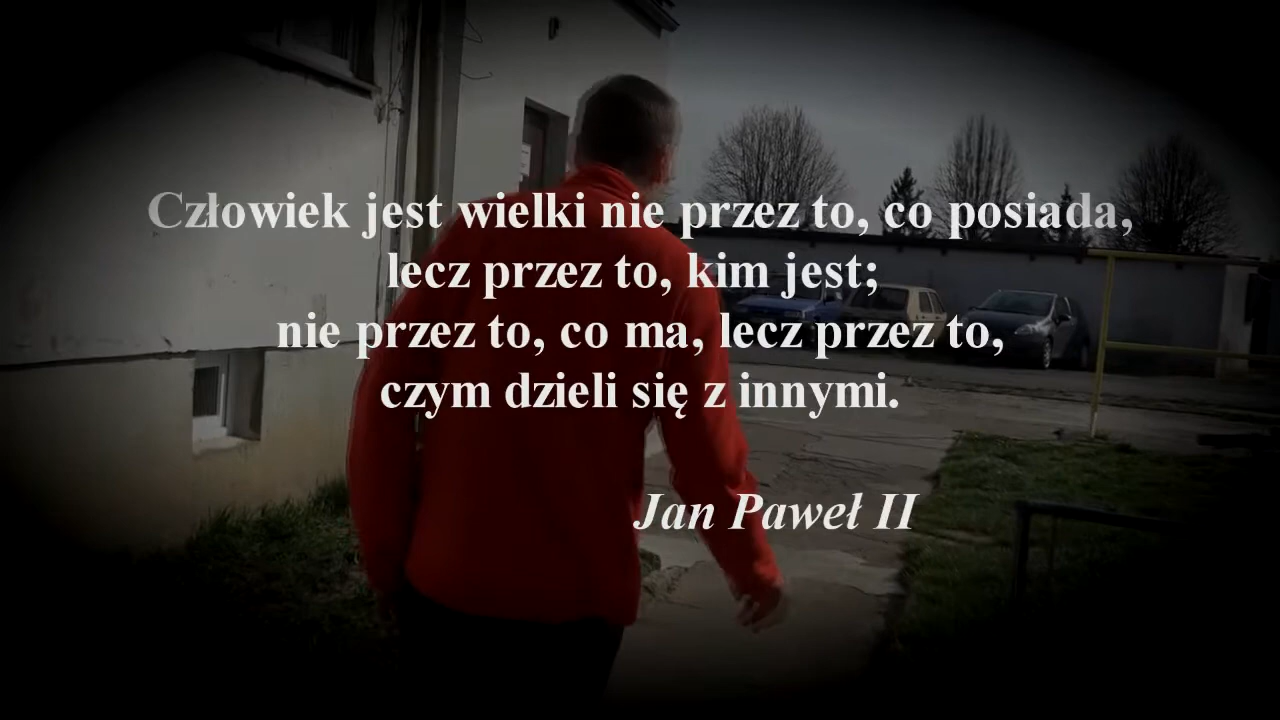 Człowiek jest wielki nie przez to, co posiada,
lecz przez to, kim jest;
nie przez to, co ma, lecz przez to,
czym dzieli się z innymi.
Jan Paweł II